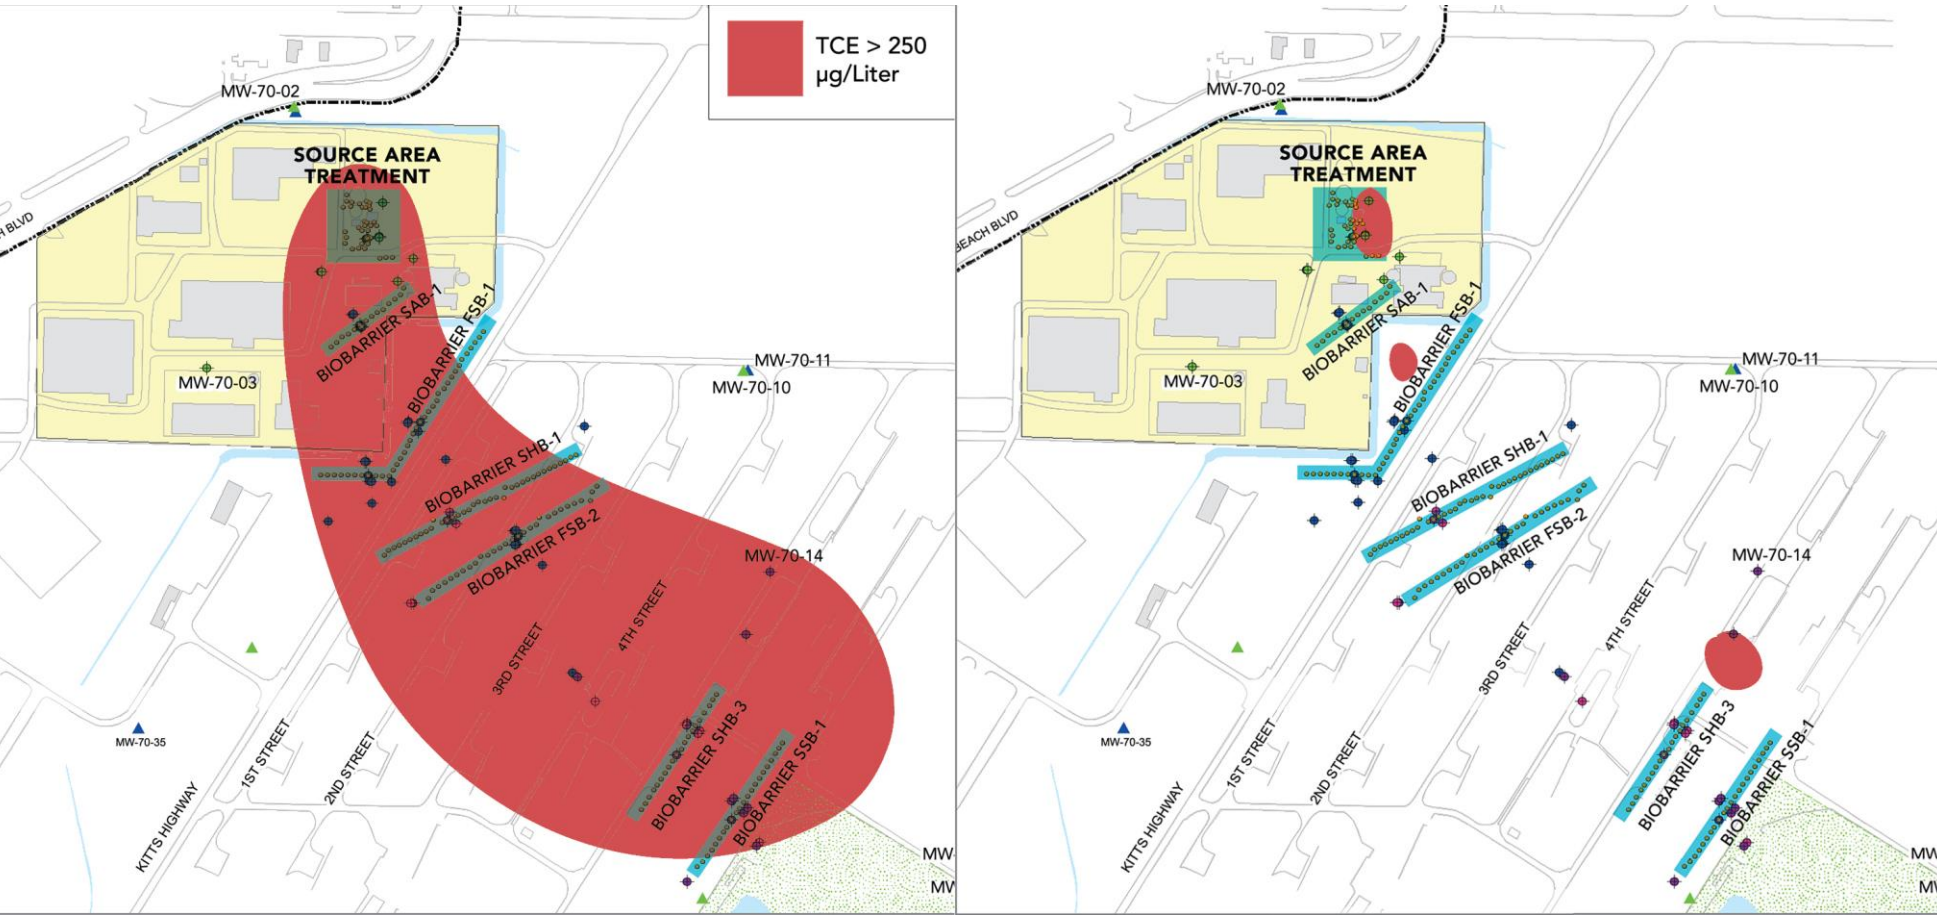 TCE > 250
µg/Liter
MW-70-02
SOURCE AREA
TREATMENT
H BLVD
BIOBARRIER SAB-1
BIOBARRIER FSB-1
MW-70-03
MW-70-11
MW-70-10
BIOBARRIER SHB-1
BIOBARRIER FSB-2
MW-70-14
4TH STREET
3RD STREET
MW-70-35
1ST STREET
2ND STREET
KITTS HIGHWAY
BIOBARRIER SHB-3
BIOBARRIER SSB-1
MW-
MW
MW-70-02
SOURCE AREA
TREATMENT
BEACH BLVD
BIOBARRIER SAB-1
BIOBARRIER FSB-1
MW-70-03
MW-70-11
MW-70-10
BIOBARRIER SHB-1
BIOBARRIER FSB-2
MW-70-14
4TH STREET
3RD STREET
MW-70-35
1ST STREET
2ND STREET
KITTS HIGHWAY
BIOBARRIER SHB-3
BIOBARRIER SSB-1
MW
MW